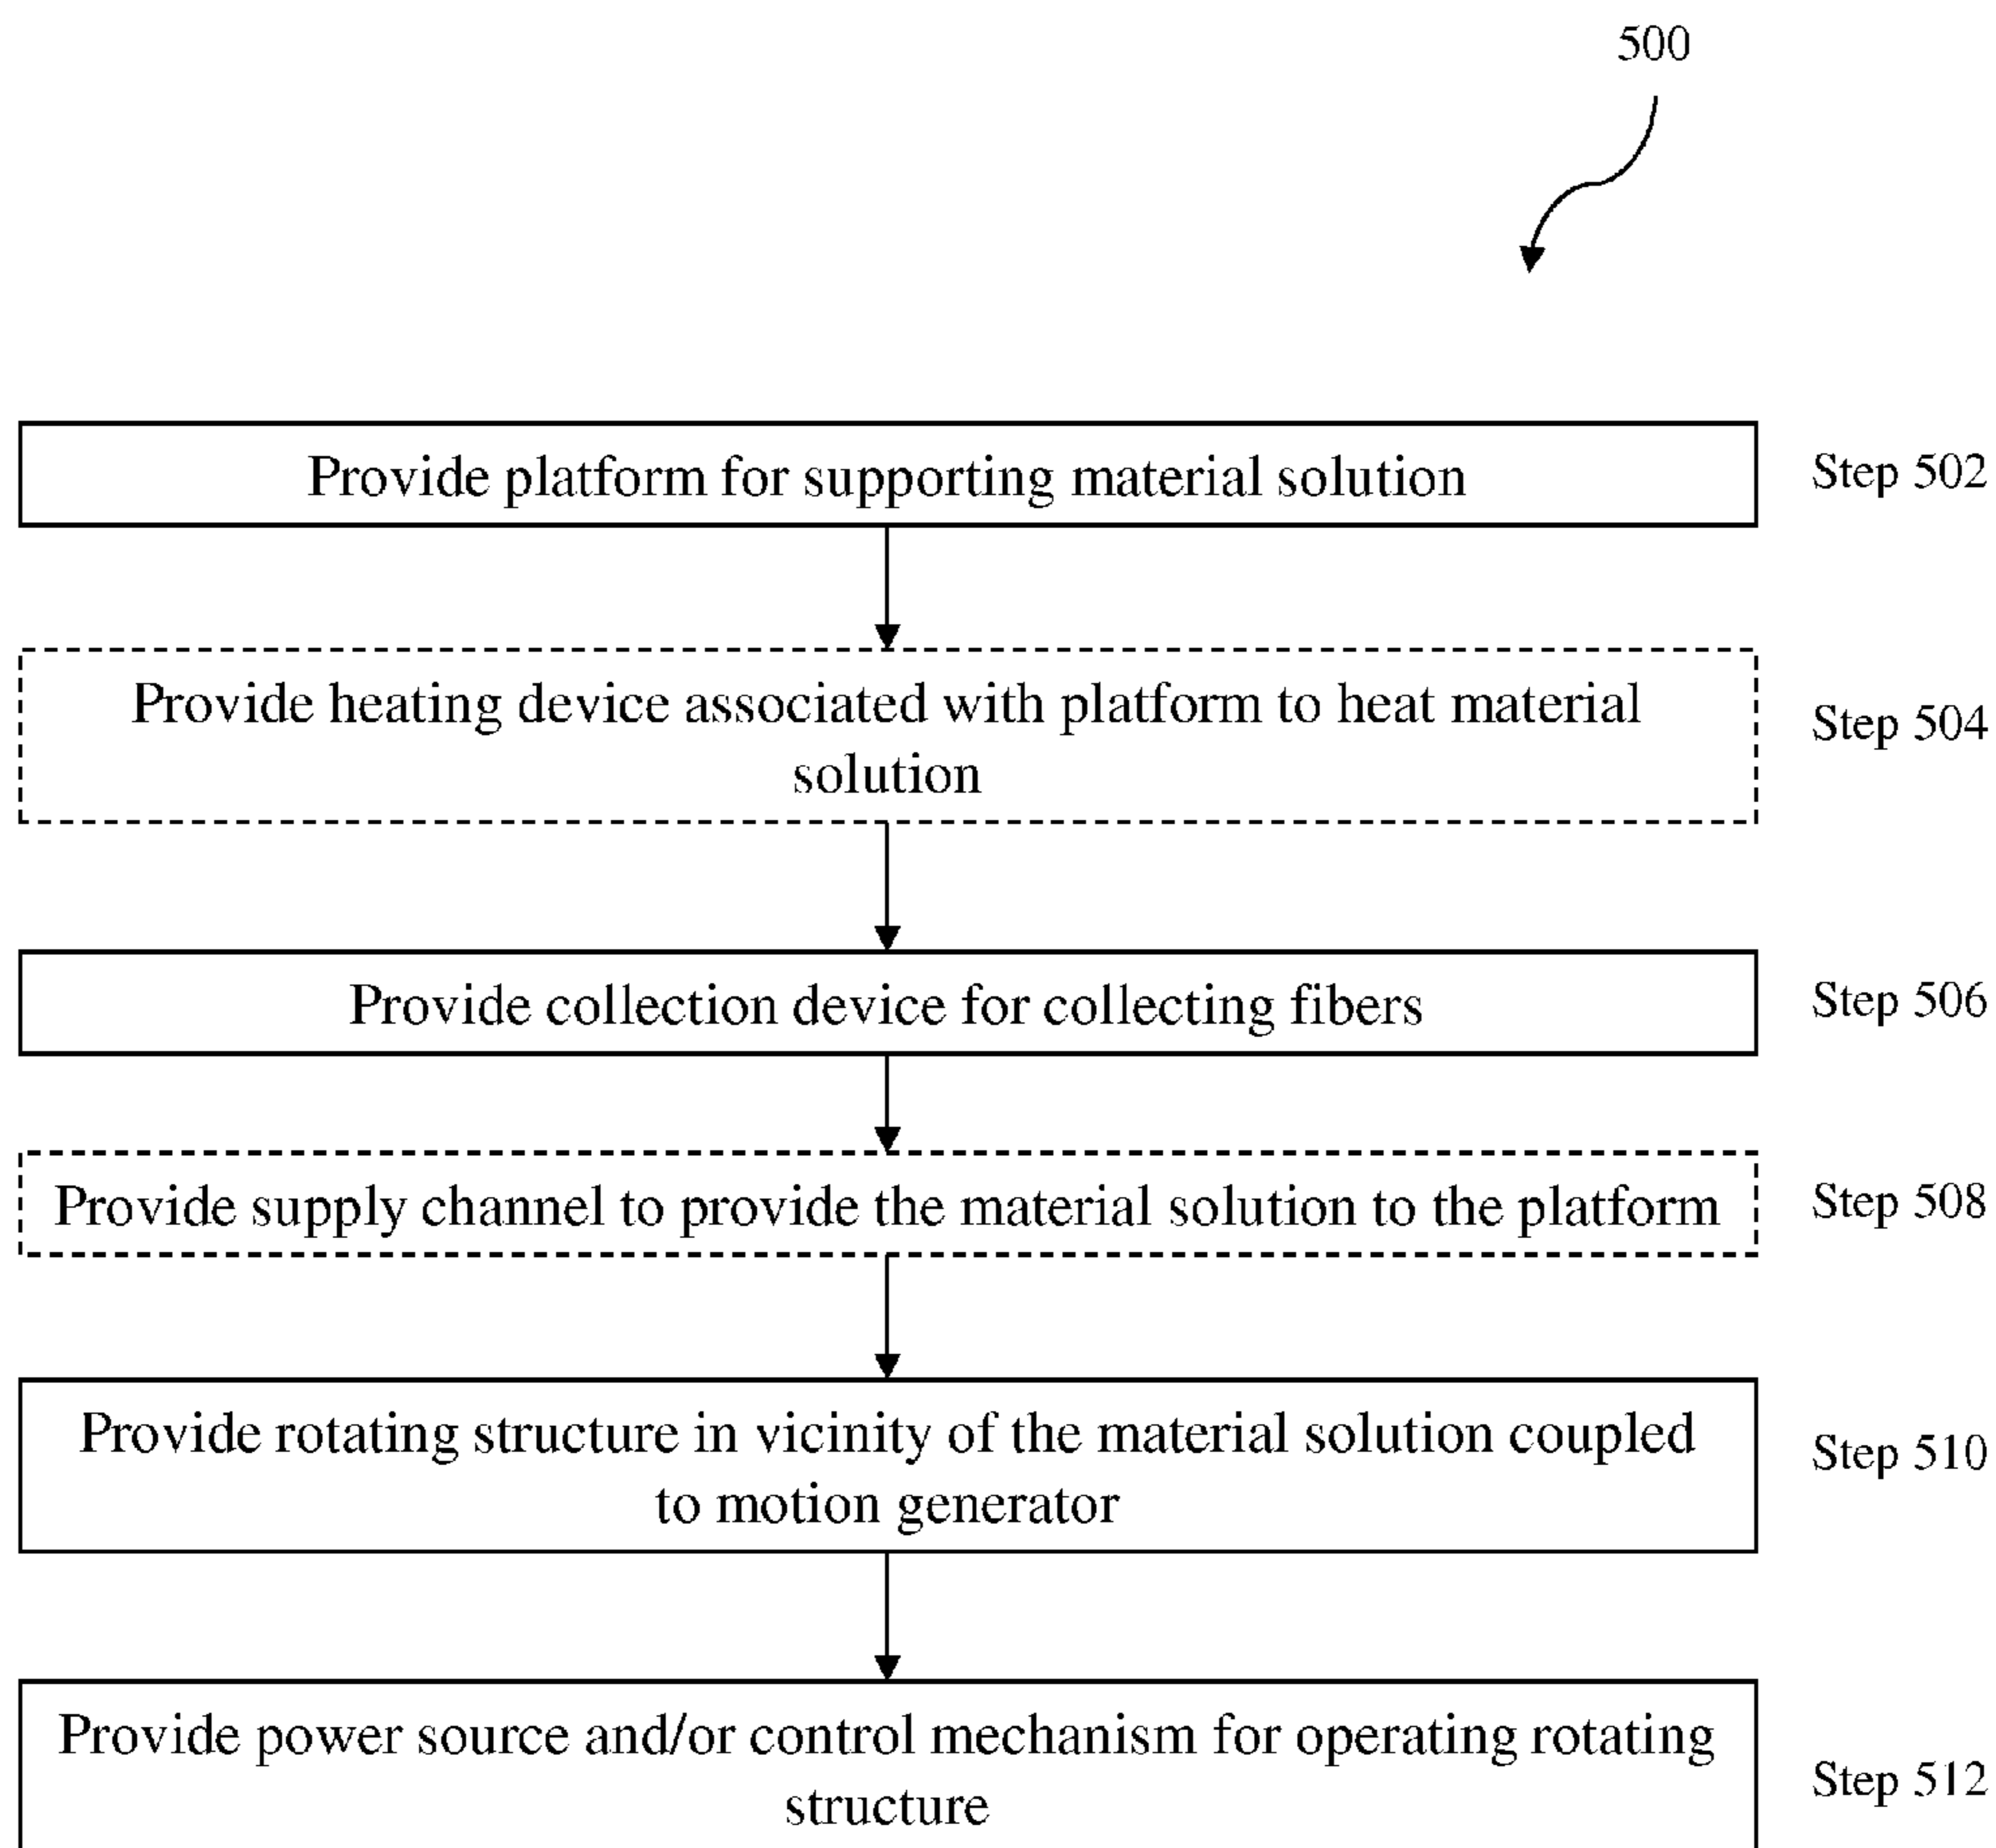 500
Provide platform for supporting material solution
Step 502
Provide heating device associated with platform to heat material
solution
Step 504
Provide collection device for collecting fibers
Step 506
Provide supply channel to provide the material solution to the platform
Step 508
Provide rotating structure in vicinity of the material solution coupled
to motion generator
Step 510
Provide power source and/or control mechanism for operating rotating
structure
Step 512